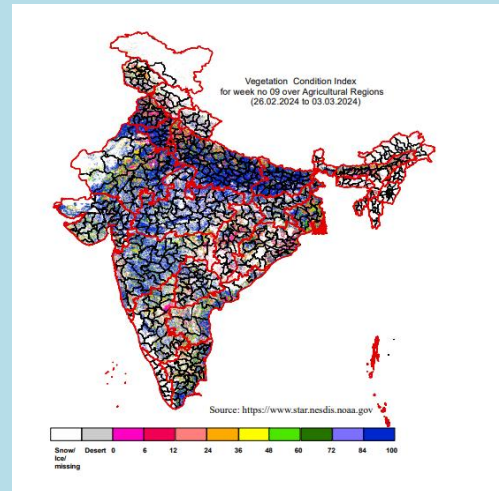 Vegetation Condition Index
for week no 09 over Agricultural Regions
(26.02.2024 to 03.03.2024)
Source: https://www.star.nesdis.noaa.gov
Snow/ Desert 0 6 12 24 36 48 60 72 84 100
Ice/
missing